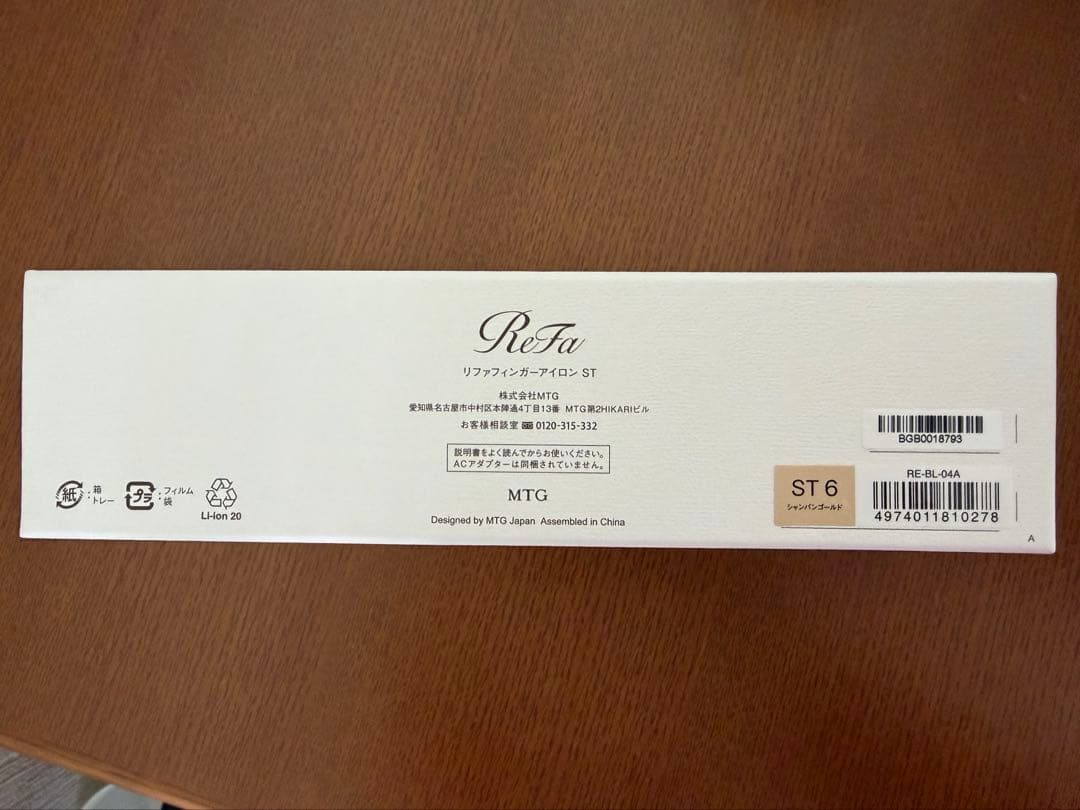 ReFa
リファフィンガーアイロン ST
株式会社MTG
愛知県名古屋市中村区本陣通4丁目13番 MTG第2HIKARIビル
お客様相談室 0120-315-332
説明書をよく読んでからお使いください。
ACアダプターは同梱されていません。
MTG
Designed by MTG Japan Assembled in China
紙:箱
トレー
プラ:フィルム
袋
Li-ion 20
BGB0018793
ST 6
シャンパンゴールド
RE-BL-04A
4974011810278
A